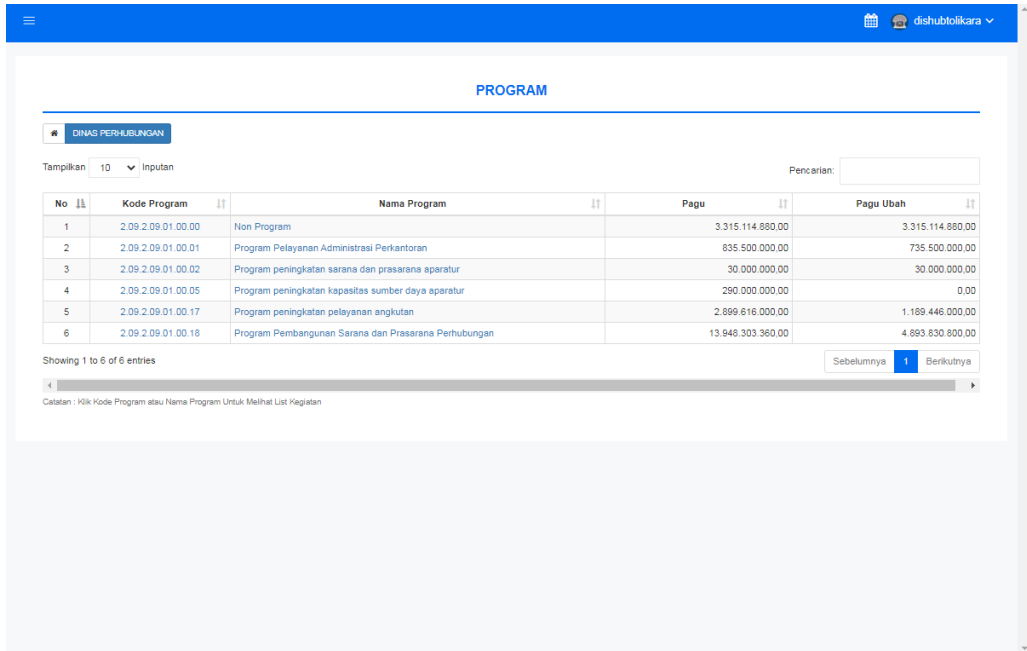 dishubtolikara
PROGRAM
DINAS PERHUBUNGAN
Tampilkan 10 Inputan
Pencarian:
No Kode Program Nama Program Pagu Pagu Ubah
1 2.09.2.09.01.00.00 Non Program 3.315.114.880,00 3.315.114.880,00
2 2.09.2.09.01.00.01 Program Pelayanan Administrasi Perkantoran 835.500.000,00 735.500.000,00
3 2.09.2.09.01.00.02 Program peningkatan sarana dan prasarana aparatur 30.000.000,00 30.000.000,00
4 2.09.2.09.01.00.05 Program peningkatan kapasitas sumber daya aparatur 290.000.000,00 0,00
5 2.09.2.09.01.00.17 Program peningkatan pelayanan angkutan 2.899.616.000,00 1.189.446.000,00
6 2.09.2.09.01.00.18 Program Pembangunan Sarana dan Prasarana Perhubungan 13.948.303.360,00 4.893.830.800,00
Showing 1 to 6 of 6 entries
Sebelumnya 1 Berikutnya
Catatan : Klik Kode Program atau Nama Program Untuk Melihat List Kegiatan